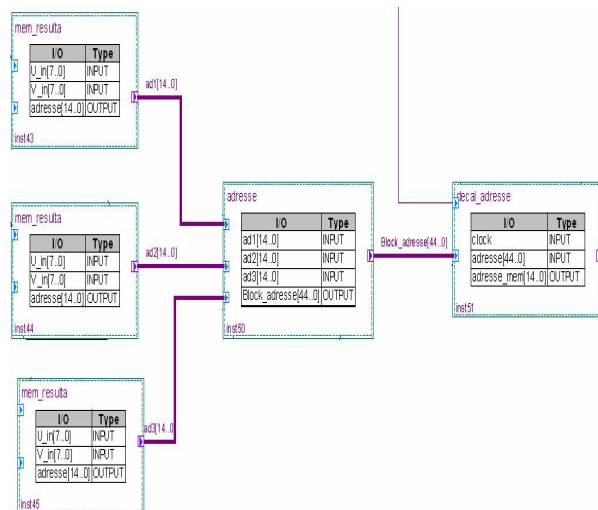 mem_resulta
I/O Type
U_in[7..0] INPUT
V_in[7..0] INPUT
adresse[14..0] OUTPUT
inst43
ad1[14..0]
mem_resulta
I/O Type
U_in[7..0] INPUT
V_in[7..0] INPUT
adresse[14..0] OUTPUT
inst44
ad2[14..0]
mem_resulta
I/O Type
U_in[7..0] INPUT
V_in[7..0] INPUT
adresse[14..0] OUTPUT
inst45
ad3[14..0]
adresse
I/O Type
ad1[14..0] INPUT
ad2[14..0] INPUT
ad3[14..0] INPUT
Block_adresse[44..0] OUTPUT
inst50
Block_adresse[44..0]
decal_adresse
I/O Type
clock INPUT
adresse[44..0] INPUT
adresse_mem[14..0] OUTPUT
inst51